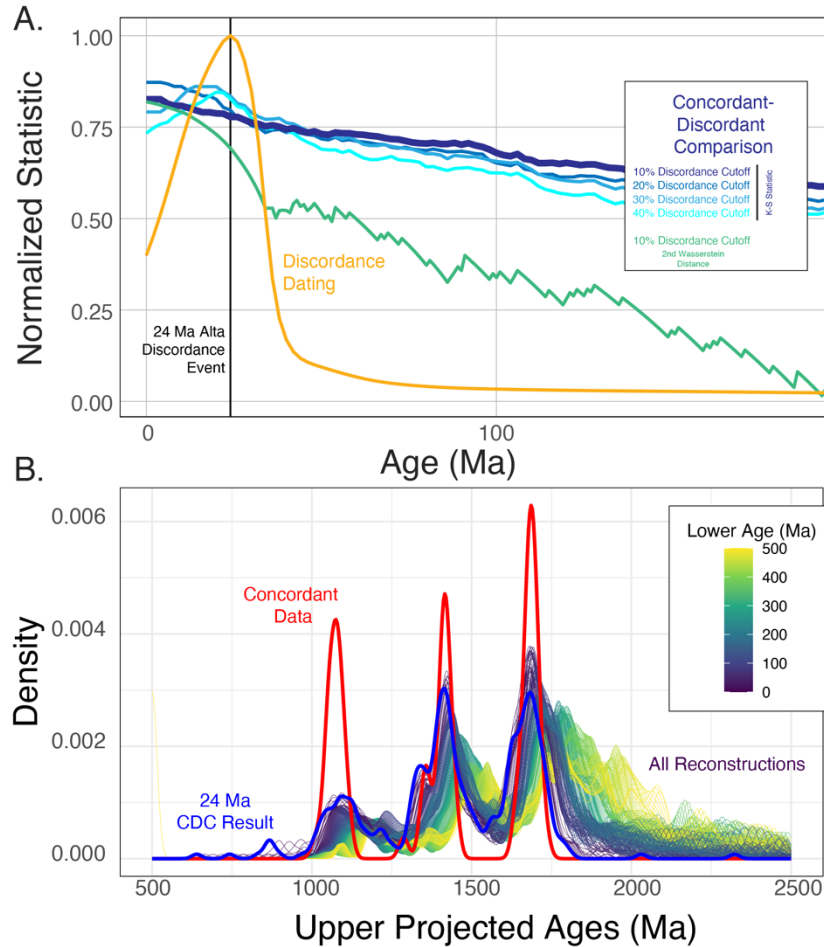 A.
Normalized Statistic
1.00
0.75
0.50
0.25
0.00
Concordant-
Discordant
Comparison
10% Discordance Cutoff
20% Discordance Cutoff
30% Discordance Cutoff
40% Discordance Cutoff
K-S Statistic
10% Discordance Cutoff
2nd Wasserstein
Distance
Discordance
Dating
24 Ma Alta
Discordance
Event
0
100
Age (Ma)
B.
Density
0.006
0.004
0.002
0.000
Concordant
Data
Lower Age (Ma)
500
400
300
200
100
0
All Reconstructions
24 Ma
CDC Result
500
1000
1500
2000
2500
Upper Projected Ages (Ma)